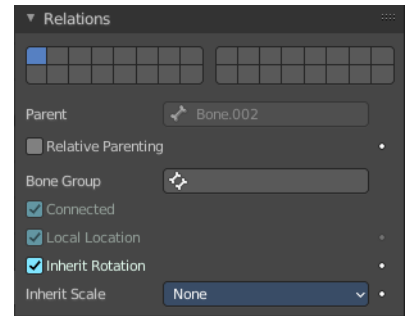 Relations
Parent
Bone.002
Relative Parenting
Bone Group
Connected
Local Location
Inherit Rotation
Inherit Scale
None